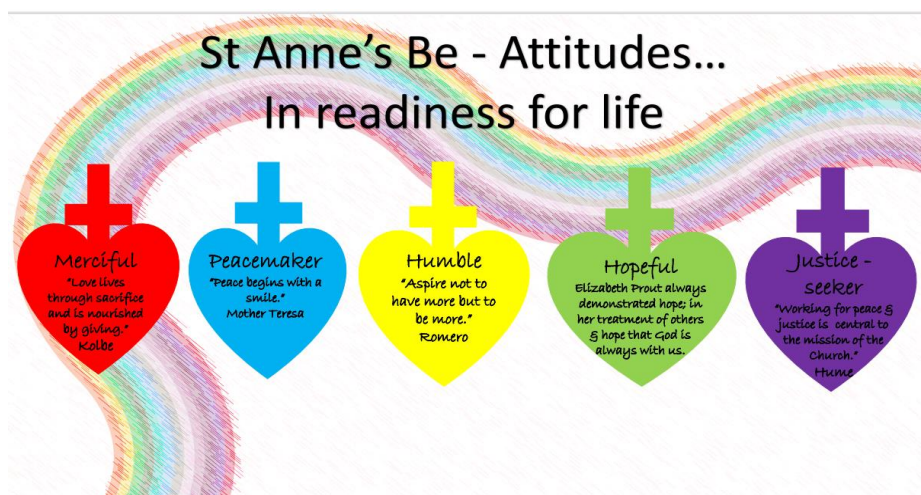 St Anne's Be - Attitudes...
In readiness for life
Merciful
"Love lives
through sacrifice
and is nourished
by giving."
Kolbe
Peacemaker
"Peace begins with a
smile."
Mother Teresa
Humble
"Aspire not to
have more but to
be more."
Romero
Hopeful
Elizabeth Prout always
demonstrated hope; in
her treatment of others
& hope that God is
always with us.
Justice -
seeker
"Working for peace &
justice is central to
the mission of the
Church."
Hume